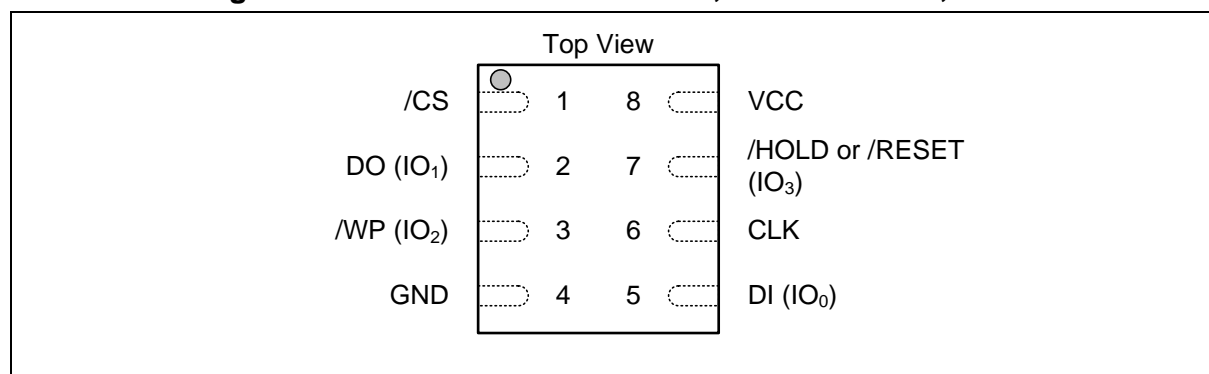 Top View
/CS 1 8 VCC
DO (IO₁) 2 7 /HOLD or /RESET
(IO₃)
/WP (IO₂) 3 6 CLK
GND 4 5 DI (IO₀)